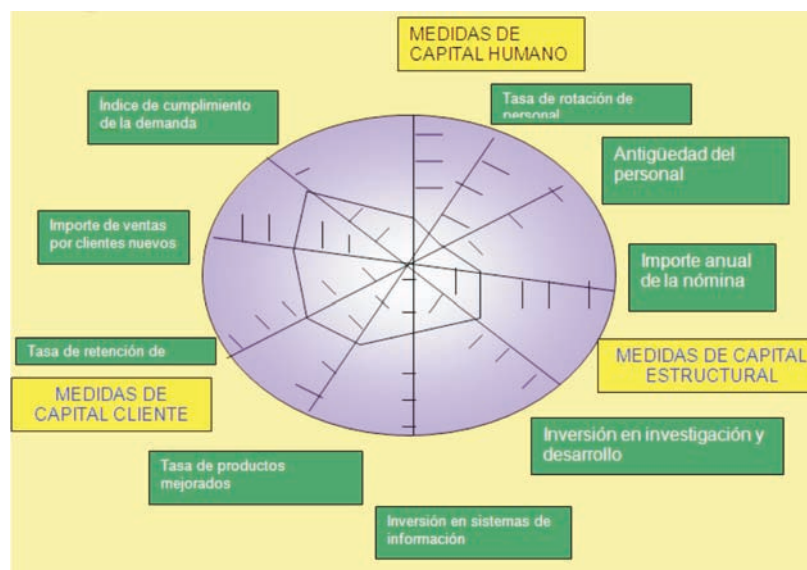 MEDIDAS DE
CAPITAL HUMANO
Índice de cumplimiento
de la demanda
Tasa de rotación de
personal
Antigüedad del
personal
Importe de ventas
por clientes nuevos
Importe anual
de la nómina
Tasa de retención de
MEDIDAS DE CAPITAL
ESTRUCTURAL
MEDIDAS DE
CAPITAL CLIENTE
Inversión en investigación y
desarrollo
Tasa de productos
mejorados
Inversión en sistemas de
información